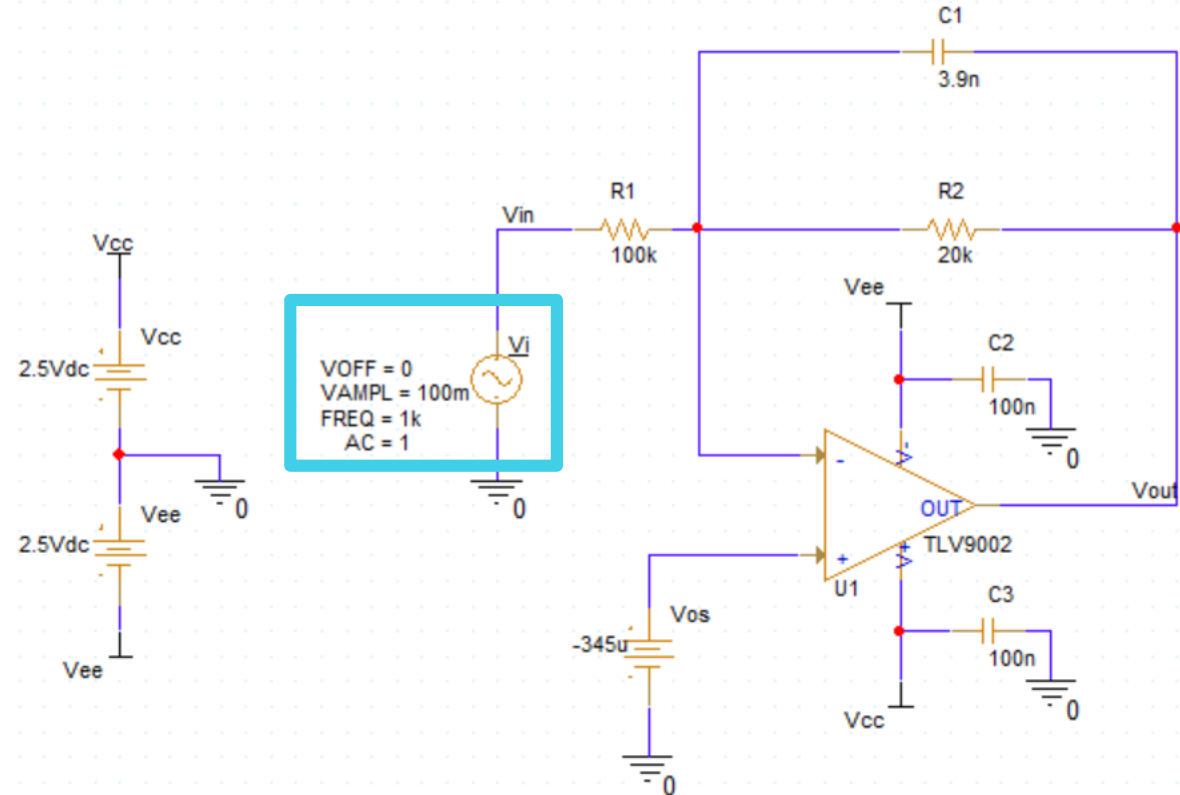 C1
3.9n
R1
R2
Vin
100k
20k
Vcc
Vee
Vcc
2.5Vdc
Vi
C2
VOFF = 0
VAMPL = 100m
FREQ = 1k
AC = 1
100n
0
-
V-
0
0
Vee
OUT
Vout
2.5Vdc
TLV9002
+
V+
U1
C3
Vos
-345u
100n
Vee
0
Vcc
0